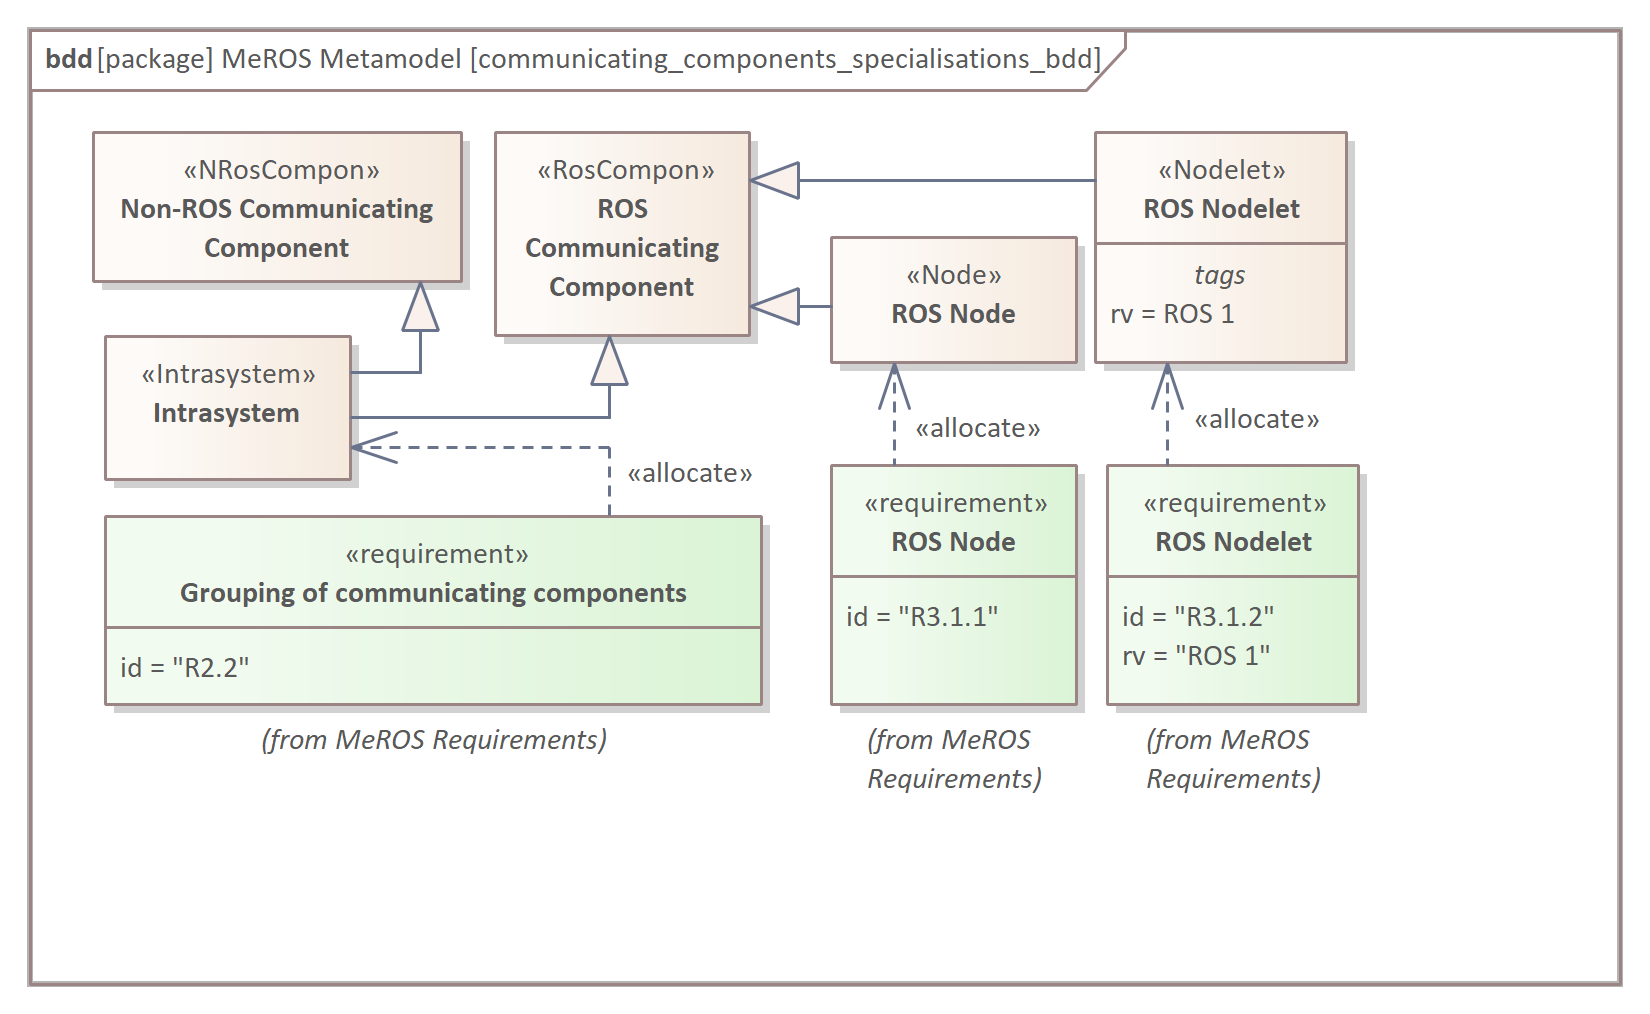 bdd [package] MeROS Metamodel [communicating_components_specialisations_bdd]
«NRosCompon»
Non-ROS Communicating
Component
«RosCompon»
ROS
Communicating
Component
«Nodelet»
ROS Nodelet
tags
rv = ROS 1
«Node»
ROS Node
«Intrasystem»
Intrasystem
«allocate»
«allocate»
«allocate»
«requirement»
Grouping of communicating components
id = "R2.2"
(from MeROS Requirements)
«requirement»
ROS Node
id = "R3.1.1"
(from MeROS
Requirements)
«requirement»
ROS Nodelet
id = "R3.1.2"
rv = "ROS 1"
(from MeROS
Requirements)